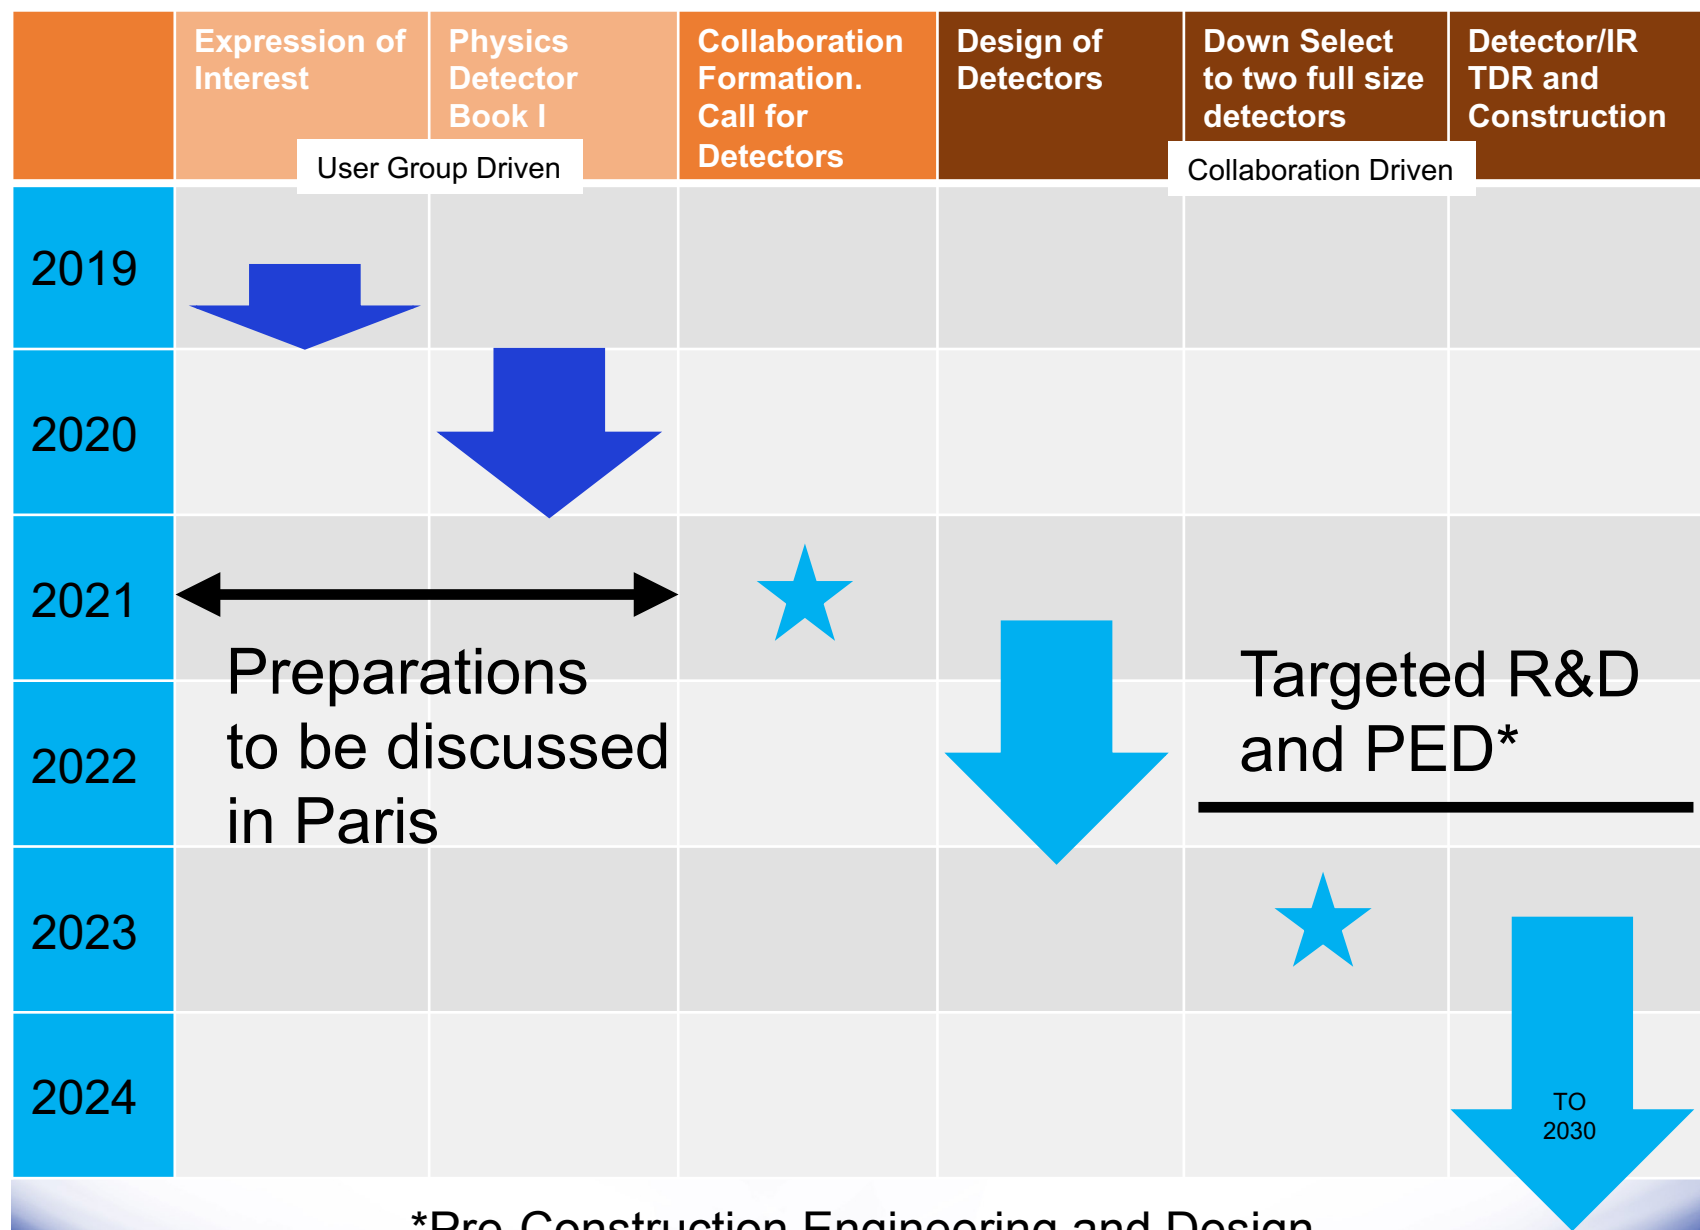 Expression of
Interest
Physics
Detector
Book I
Collaboration
Formation.
Call for
Detectors
Design of
Detectors
Down Select
to two full size
detectors
Detector/IR
TDR and
Construction
User Group Driven
Collaboration Driven
2019
2020
2021
Preparations
to be discussed
in Paris
Targeted R&D
and PED*
2022
2023
2024
TO
2030
*Pre-Construction Engineering and Design